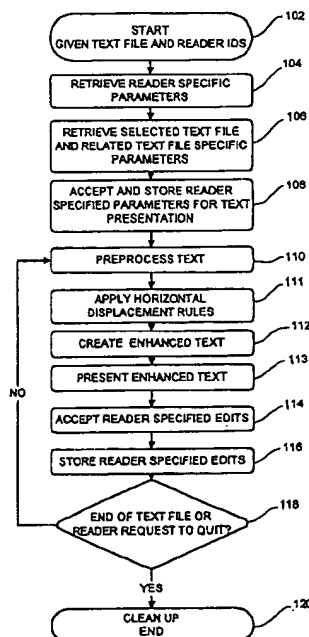 START
GIVEN TEXT FILE AND READER IDS
102
RETRIEVE READER SPECIFIC
PARAMETERS
104
RETRIEVE SELECTED TEXT FILE
AND RELATED TEXT FILE SPECIFIC
PARAMETERS
106
ACCEPT AND STORE READER
SPECIFIED PARAMETERS FOR TEXT
PRESENTATION
108
PREPROCESS TEXT
110
APPLY HORIZONTAL
DISPLACEMENT RULES
111
CREATE ENHANCED TEXT
112
PRESENT ENHANCED TEXT
113
ACCEPT READER SPECIFIED EDITS
114
STORE READER SPECIFIED EDITS
116
NO
END OF TEXT FILE OR
READER REQUEST TO QUIT?
118
YES
CLEAN UP
END
120